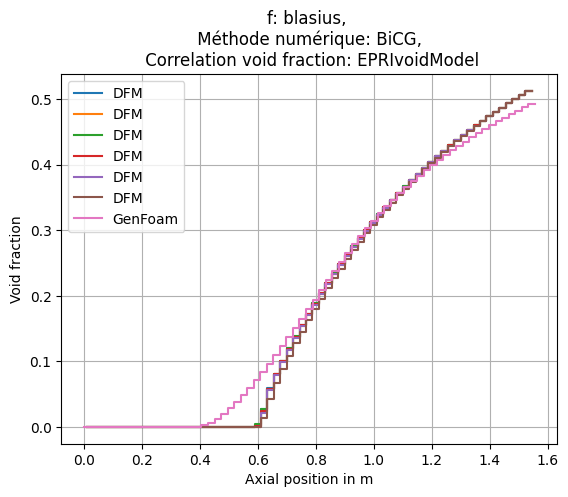 f: blasius,
Méthode numérique: BiCG,
Correlation void fraction: EPRIvoidModel
DFM
DFM
DFM
DFM
DFM
DFM
GenFoam
Void fraction
0.5
0.4
0.3
0.2
0.1
0.0
0.0 0.2 0.4 0.6 0.8 1.0 1.2 1.4 1.6
Axial position in m